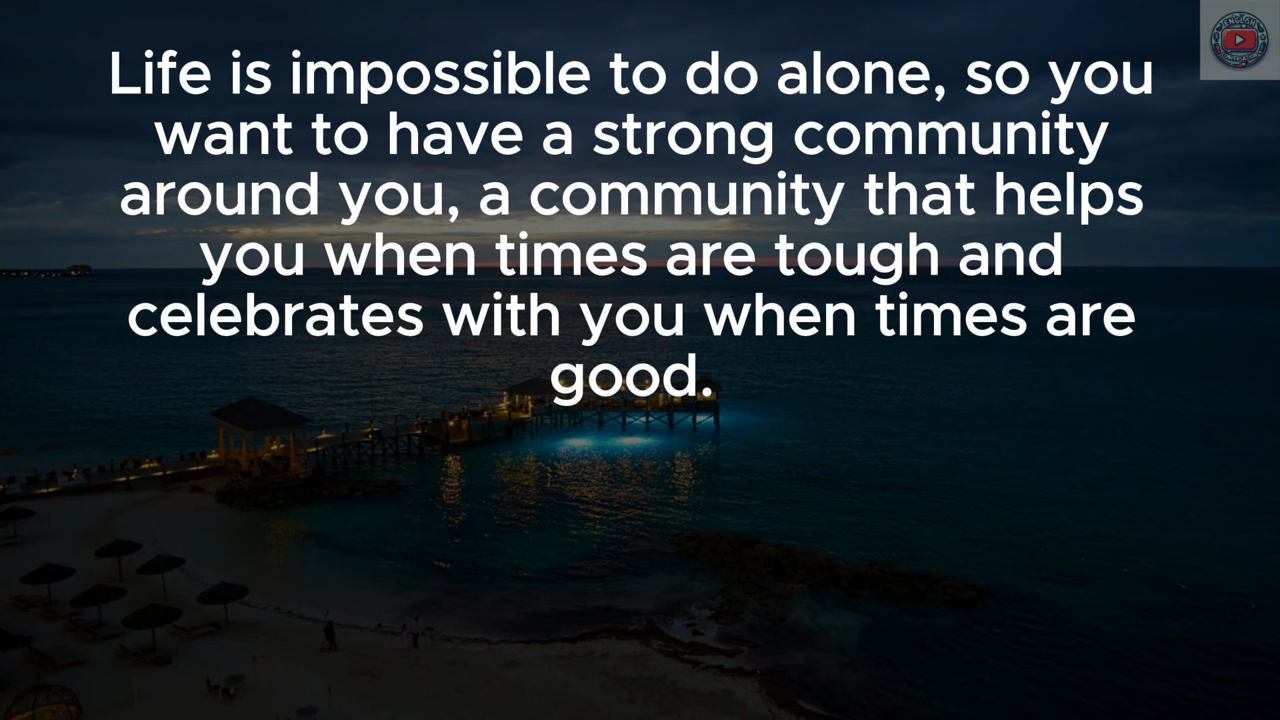 Life is impossible to do alone, so you
want to have a strong community
around you, a community that helps
you when times are tough and
celebrates with you when times are
good.
ENGLISH